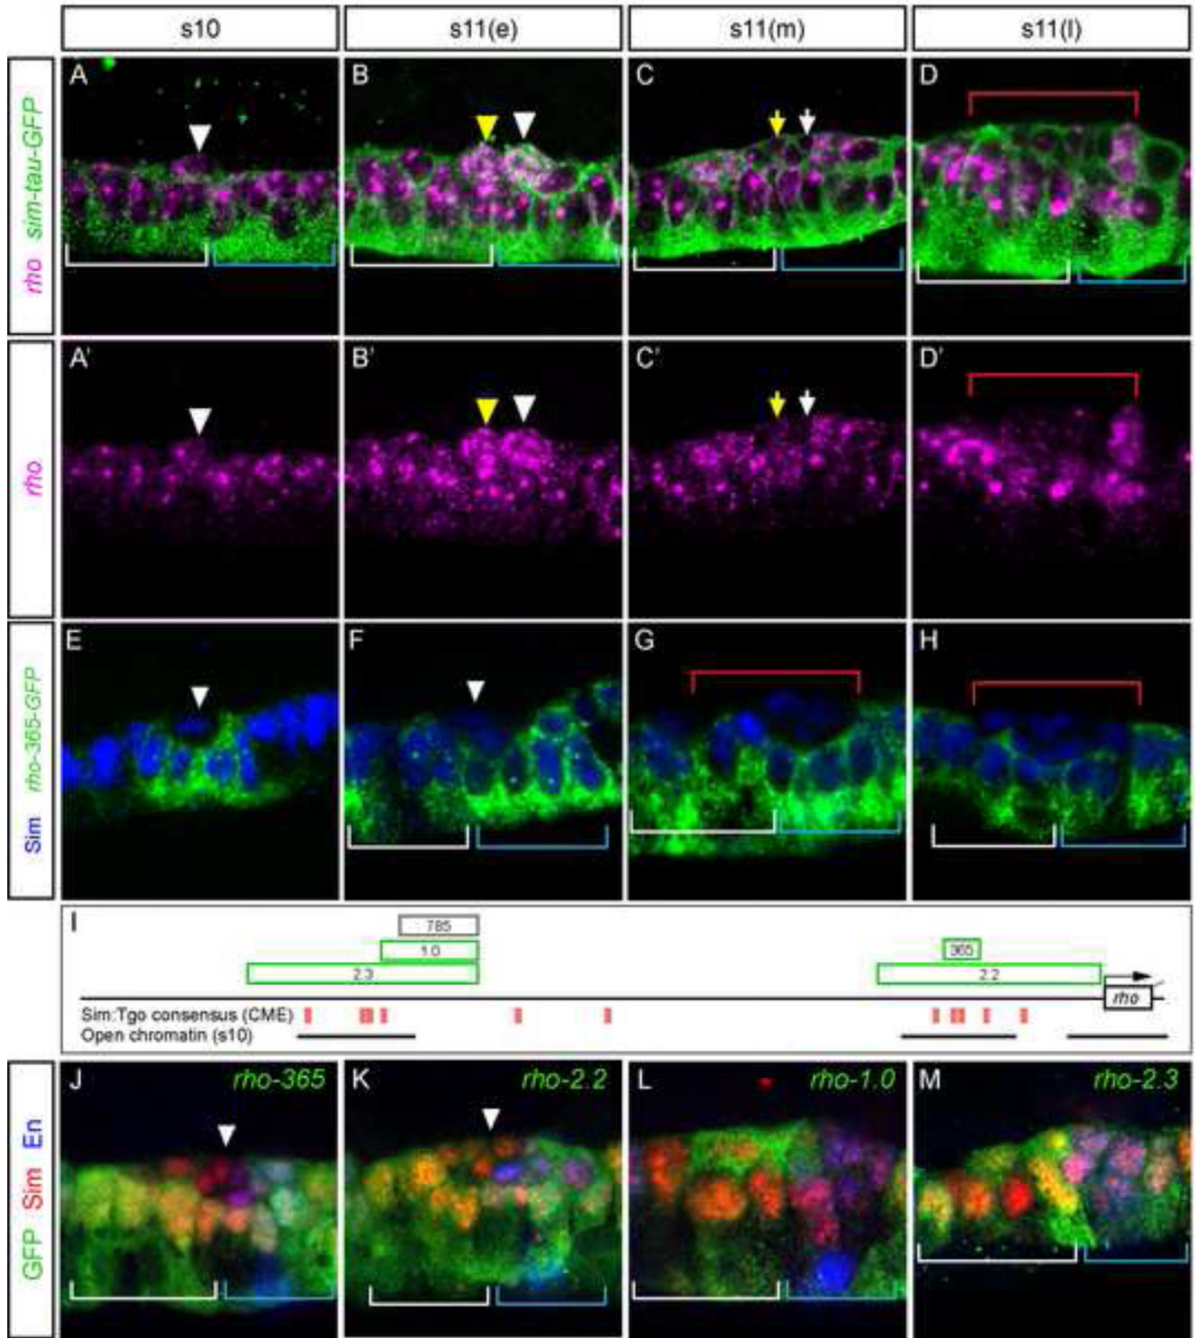 s10 s11(e) s11(m) s11(l)
rho sim-tau-GFP
A B C D
rho
A' B' C' D'
Sim rho-365-GFP
E F G H
I
785
1.0 365
2.3 2.2
rho
Sim:Tgo consensus (CME)
Open chromatin (s10)
GFP Sim En
J rho-365 K rho-2.2 L rho-1.0 M rho-2.3